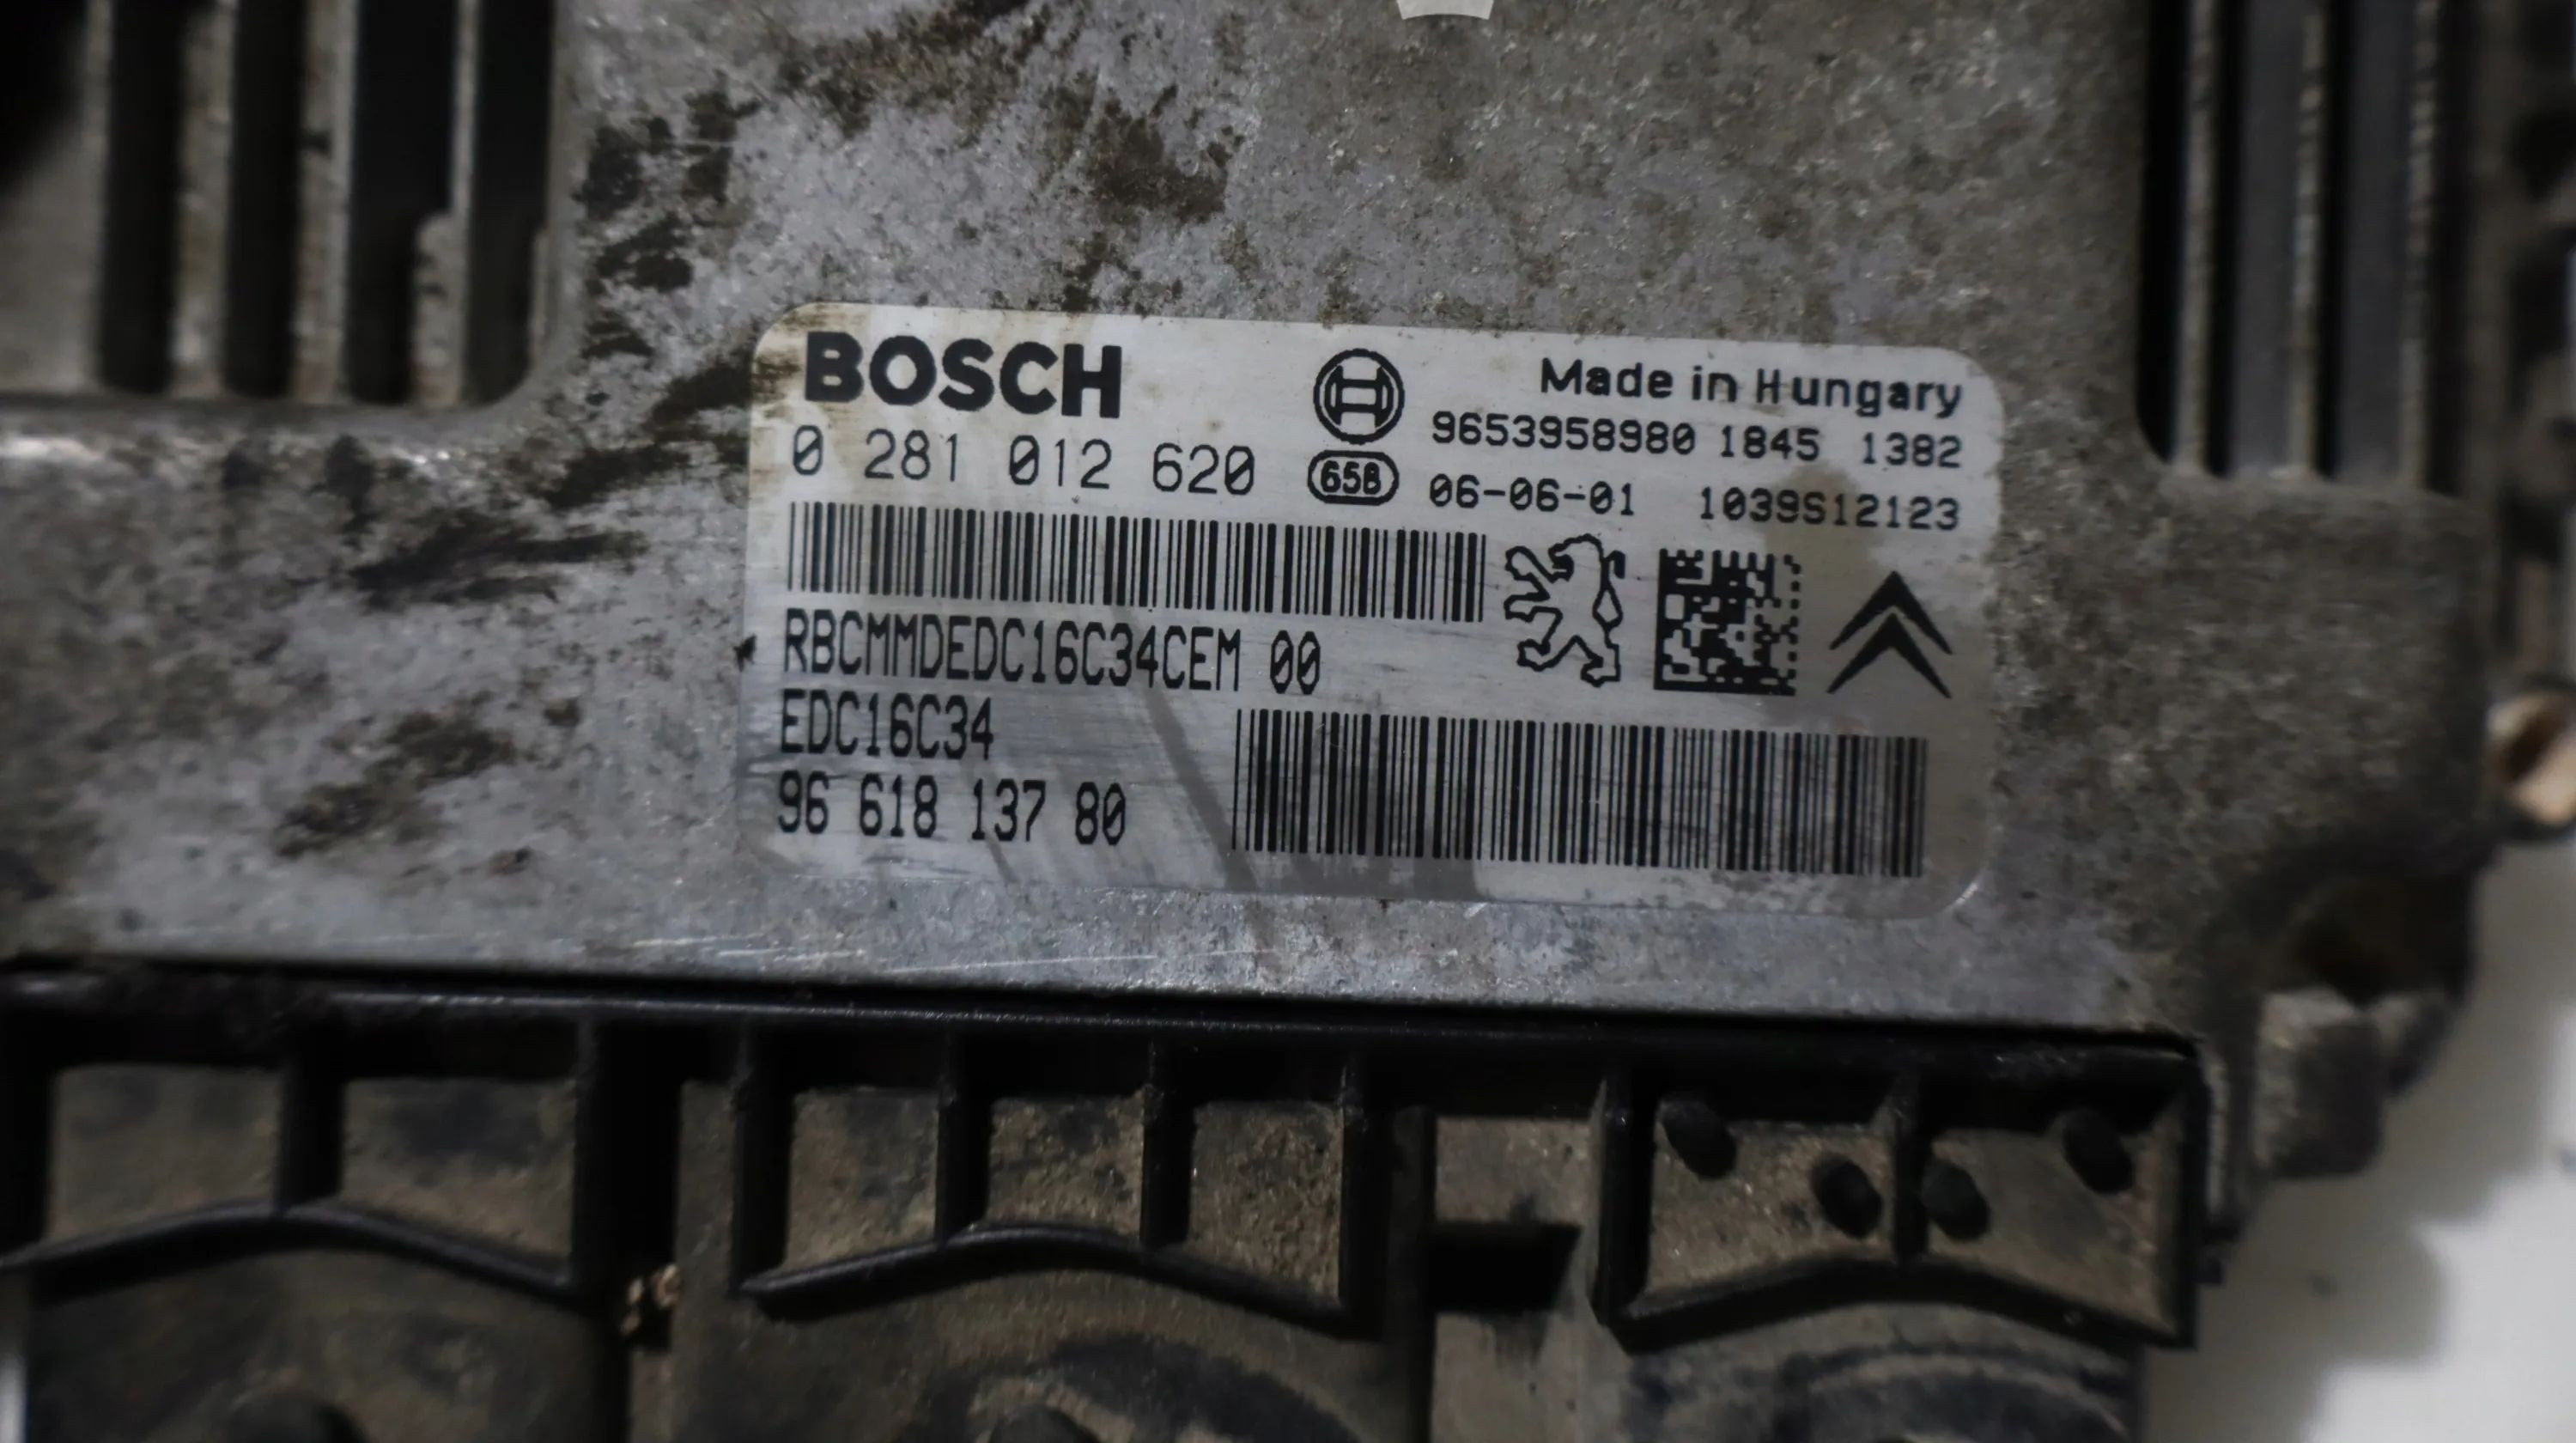 BOSCH
Made in Hungary
9653958980 1845 1382
0 281 012 620
658 06-06-01 1039S12123
RBCMMDEDC16C34CEM 00
EDC16C34
96 618 137 80